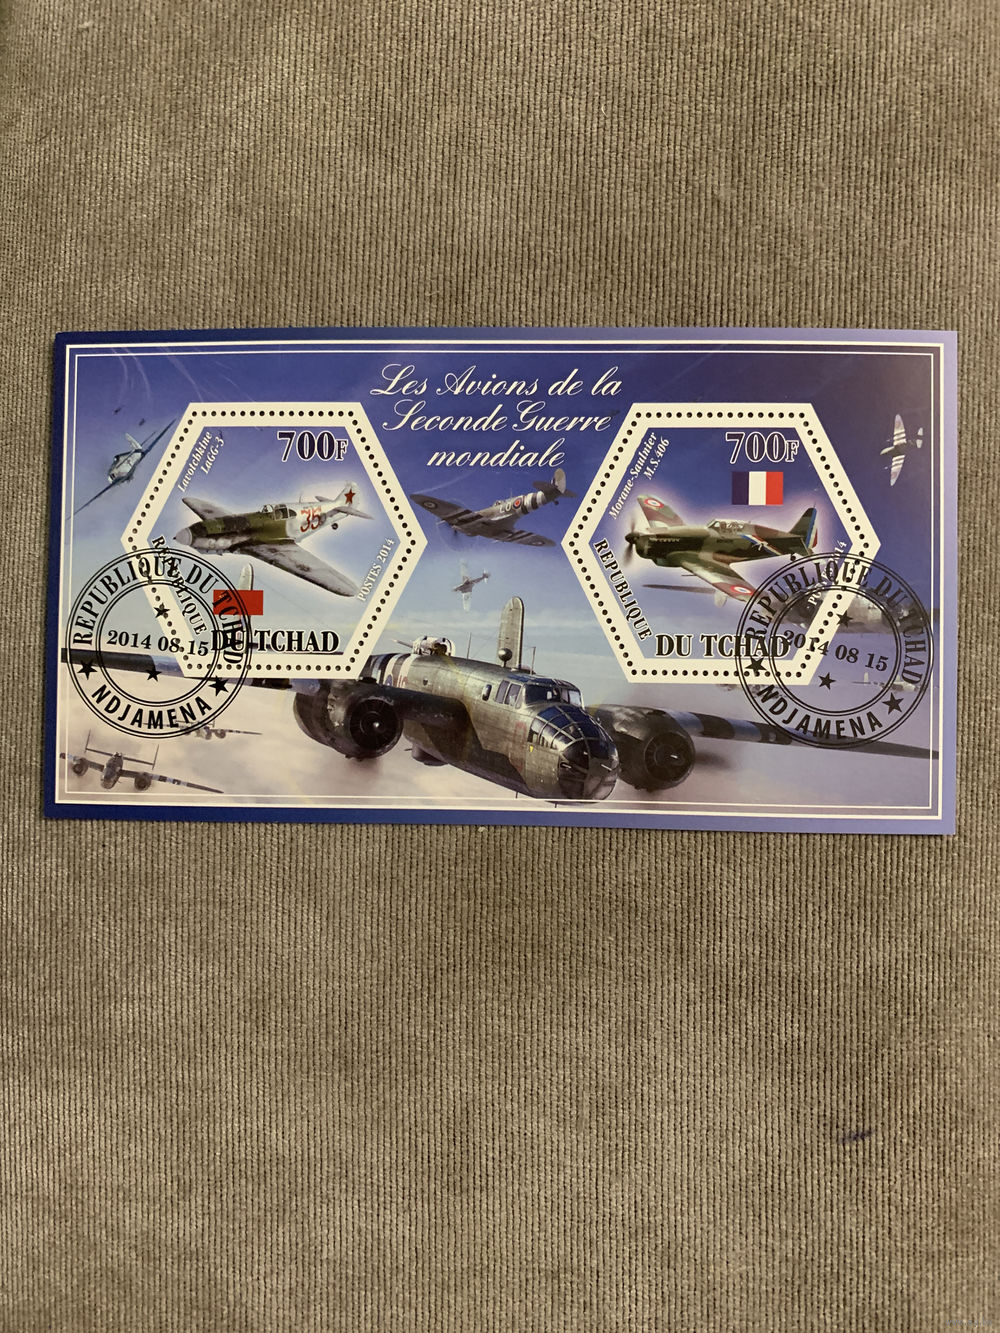 Les Avions de la
Seconde Guerre
mondiale
Lavotchkine
LaGG-3
700F
35
POSTES 2014
REPUBLIQUE
DU TCHAD
REPUBLIQUE DU TCHAD
2014 08 15
NDJAMENA
Morane-Saulnier
M.S. 406
700F
REPUBLIQUE
DU TCHAD
REPUBLIQUE DU TCHAD
2014 08 15
NDJAMENA